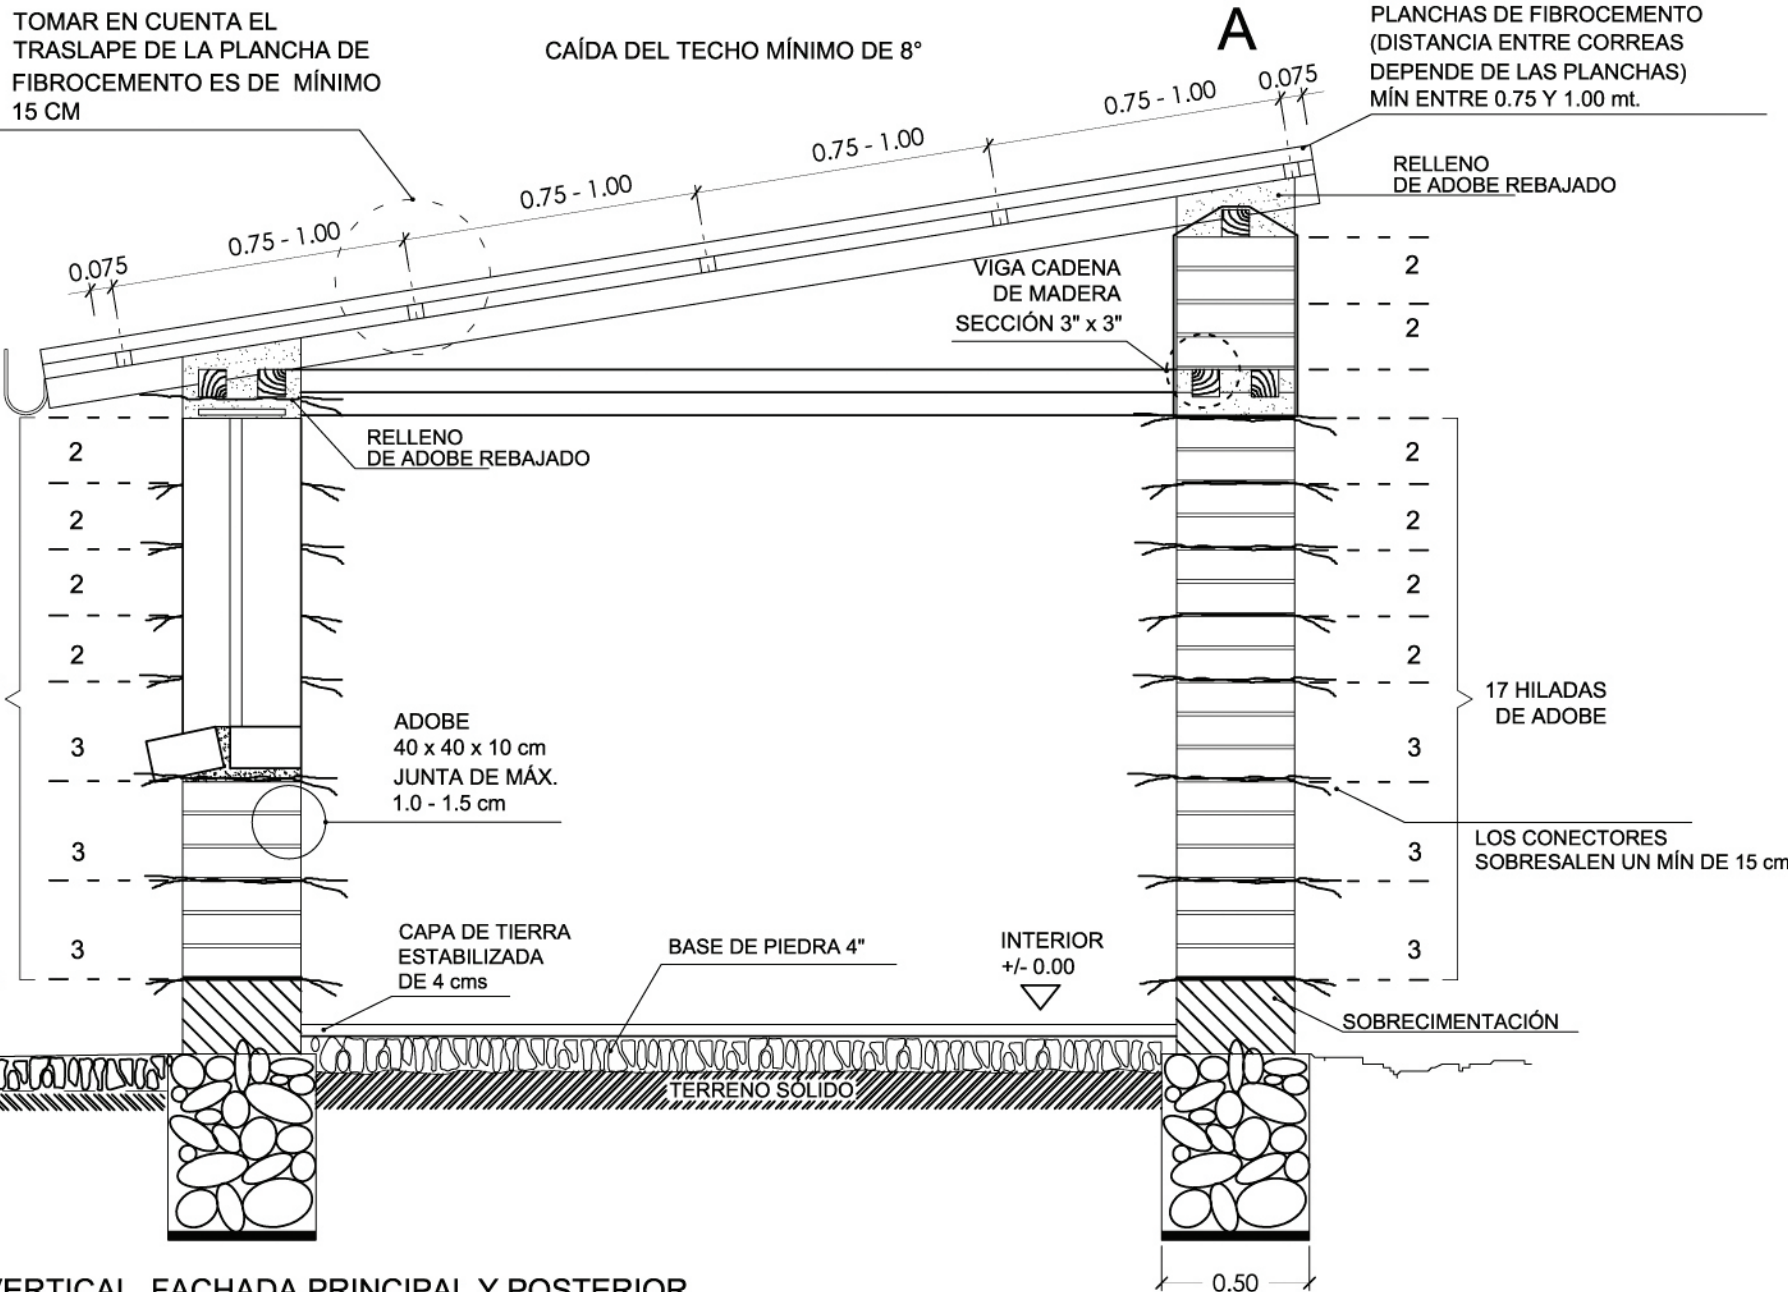 TOMAR EN CUENTA EL
TRASLAPE DE LA PLANCHA DE
FIBROCEMENTO ES DE MÍNIMO
15 CM
CAÍDA DEL TECHO MÍNIMO DE 8°
A
PLANCHAS DE FIBROCEMENTO
(DISTANCIA ENTRE CORREAS
DEPENDE DE LAS PLANCHAS)
MÍN ENTRE 0.75 Y 1.00 mt.
0.075
0.75 - 1.00
0.75 - 1.00
0.75 - 1.00
0.75 - 1.00
0.075
RELLENO
DE ADOBE REBAJADO
VIGA CADENA
DE MADERA
SECCIÓN 3" x 3"
2
2
RELLENO
DE ADOBE REBAJADO
2
2
2
2
3
3
3
2
2
2
2
3
3
3
17 HILADAS
DE ADOBE
ADOBE
40 x 40 x 10 cm
JUNTA DE MÁX.
1.0 - 1.5 cm
LOS CONECTORES
SOBRESALEN UN MÍN DE 15 cm
CAPA DE TIERRA
ESTABILIZADA
DE 4 cms
BASE DE PIEDRA 4"
INTERIOR
+/- 0.00
SOBRECIMENTACIÓN
TERRENO SÓLIDO
0.50
VERTICAL FACHADA PRINCIPAL Y POSTERIOR